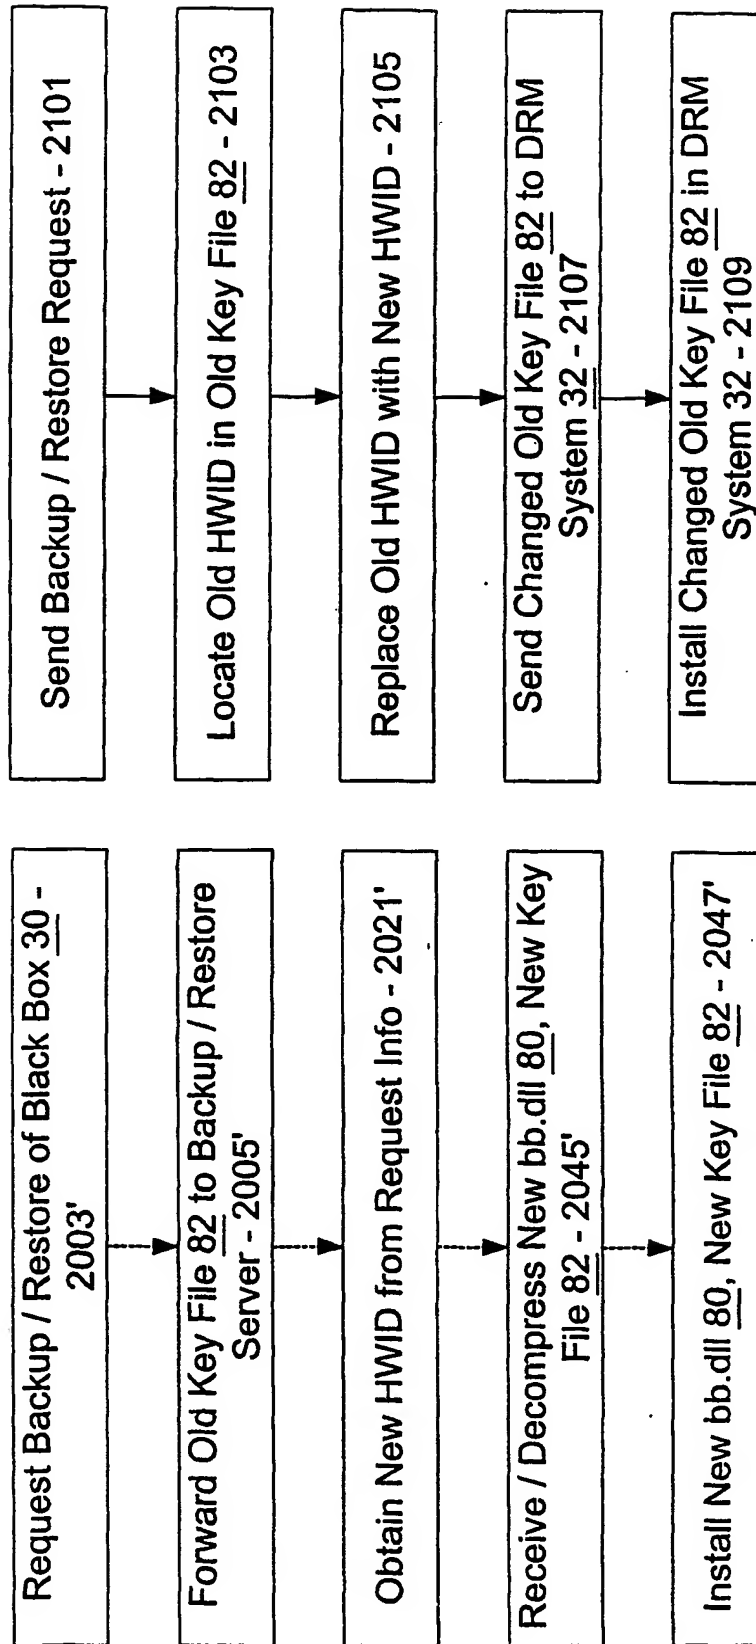 Request Backup / Restore of Black Box 30 -
2003'
Forward Old Key File 82 to Backup / Restore
Server - 2005'
Obtain New HWID from Request Info - 2021'
Receive / Decompress New bb.dll 80, New Key
File 82 - 2045'
Install New bb.dll 80, New Key File 82 - 2047'
Send Backup / Restore Request - 2101
Locate Old HWID in Old Key File 82 - 2103
Replace Old HWID with New HWID - 2105
Send Changed Old Key File 82 to DRM
System 32 - 2107
Install Changed Old Key File 82 in DRM
System 32 - 2109